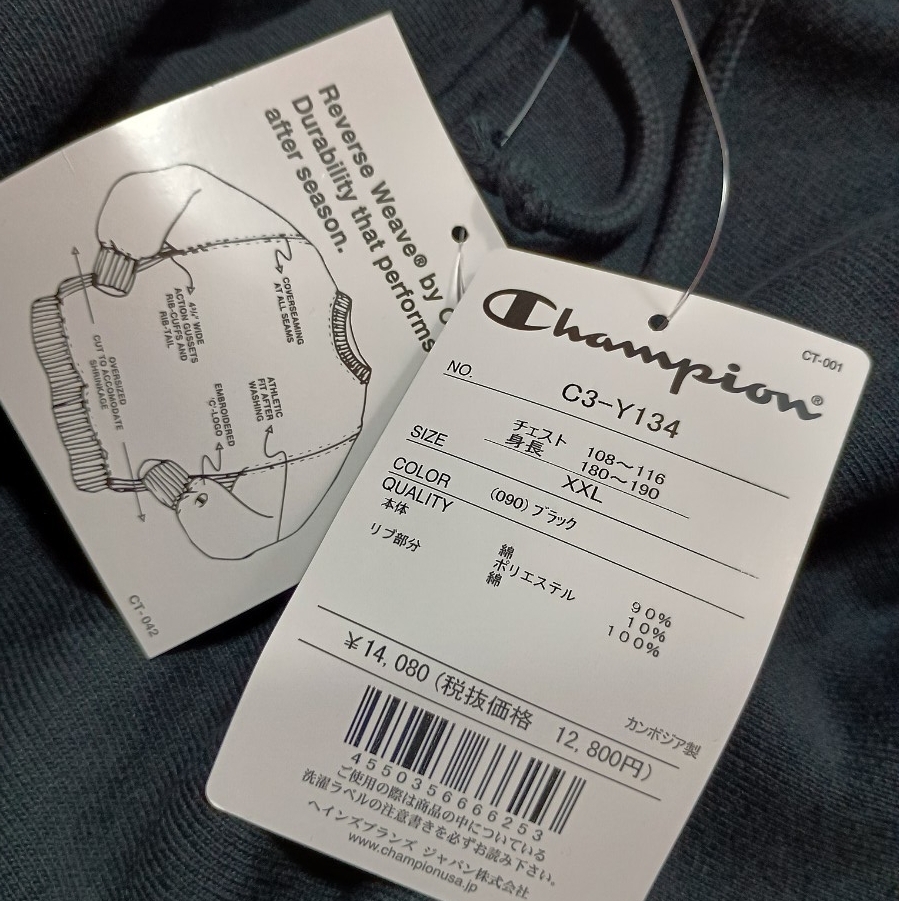 Reverse Weave® by C
Durability that performs
after season.
COVERSEAMING
AT ALL SEAMS
4½" WIDE
ACTION GUSSETS
RIB-CUFFS AND
RIB-TAIL
OVERSIZED
CUT TO ACCOMODATE
SHRINKAGE
ATHLETIC
FIT AFTER
WASHING
EMBROIDERED
'C'-LOGO
CT-042
Champion®
CT-001
NO.
C3-Y134
SIZE
チェスト 108〜116
身長 180〜190
XXL
COLOR (090) ブラック
QUALITY
本体 綿 90%
ポリエステル 10%
リブ部分 綿 100%
カンボジア製
¥14,080 (税抜価格 12,800円)
4550356666253
ご使用の際は商品の中についている
洗濯ラベルの注意書きを必ずお読み下さい。
ヘインズブランズ ジャパン株式会社
www.championusa.jp